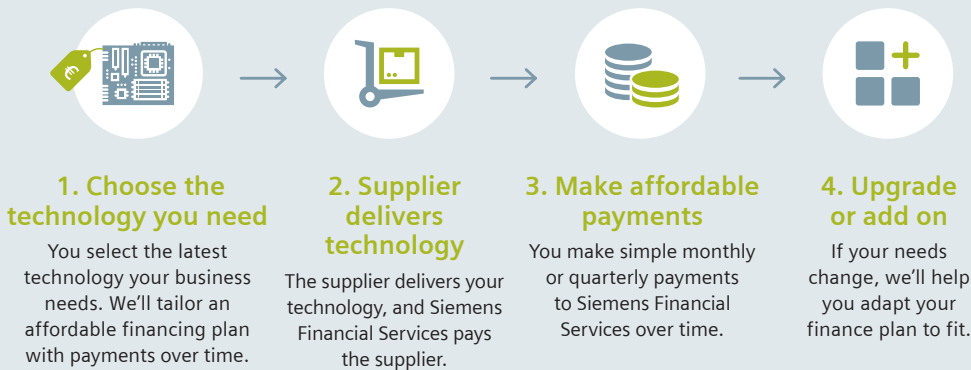 €
1. Choose the
technology you need
You select the latest
technology your business
needs. We'll tailor an
affordable financing plan
with payments over time.
2. Supplier
delivers
technology
The supplier delivers your
technology, and Siemens
Financial Services pays
the supplier.
3. Make affordable
payments
You make simple monthly
or quarterly payments
to Siemens Financial
Services over time.
4. Upgrade
or add on
If your needs
change, we'll help
you adapt your
finance plan to fit.